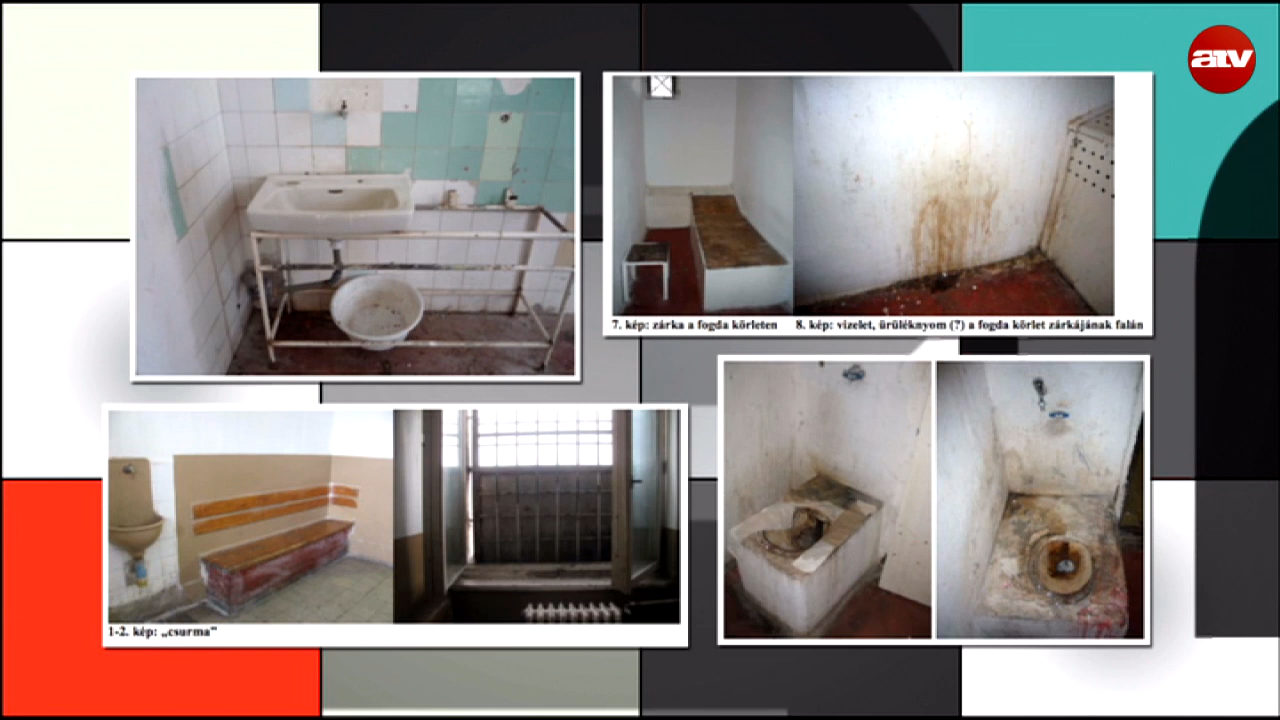 atv
7. kép: zárka a fogda körleten
8. kép: vizelet, ürüléknyom (?) a fogda körlet zárkájának falán
1-2. kép: „csurma”